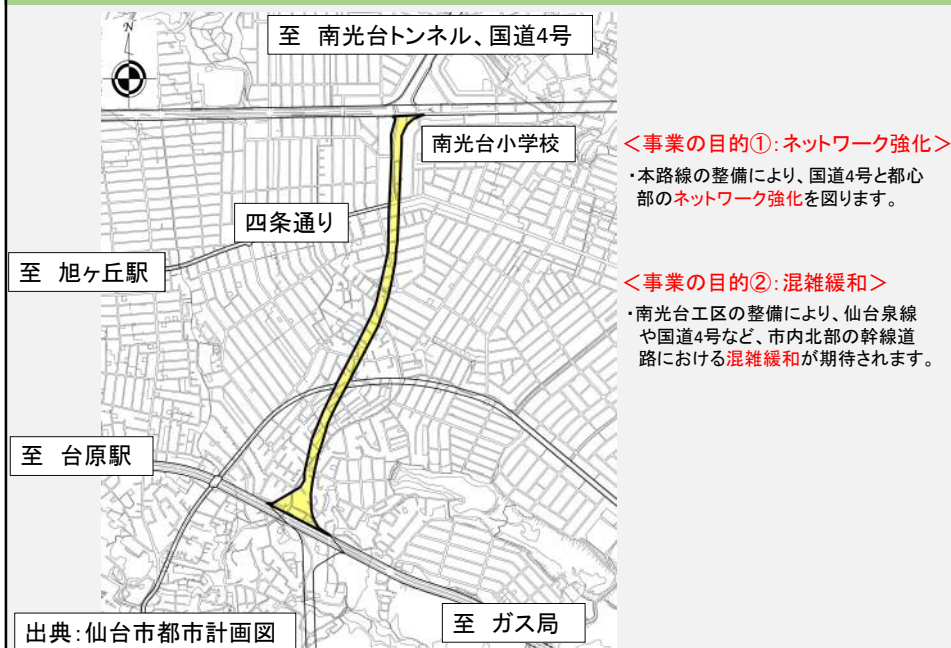 至 南光台トンネル、国道4号
N
南光台小学校
四条通り
至 旭ヶ丘駅
至 台原駅
至 ガス局
出典:仙台市都市計画図
＜事業の目的①：ネットワーク強化＞
・本路線の整備により、国道4号と都心
部のネットワーク強化を図ります。
＜事業の目的②：混雑緩和＞
・南光台工区の整備により、仙台泉線
や国道4号など、市内北部の幹線道
路における混雑緩和が期待されます。